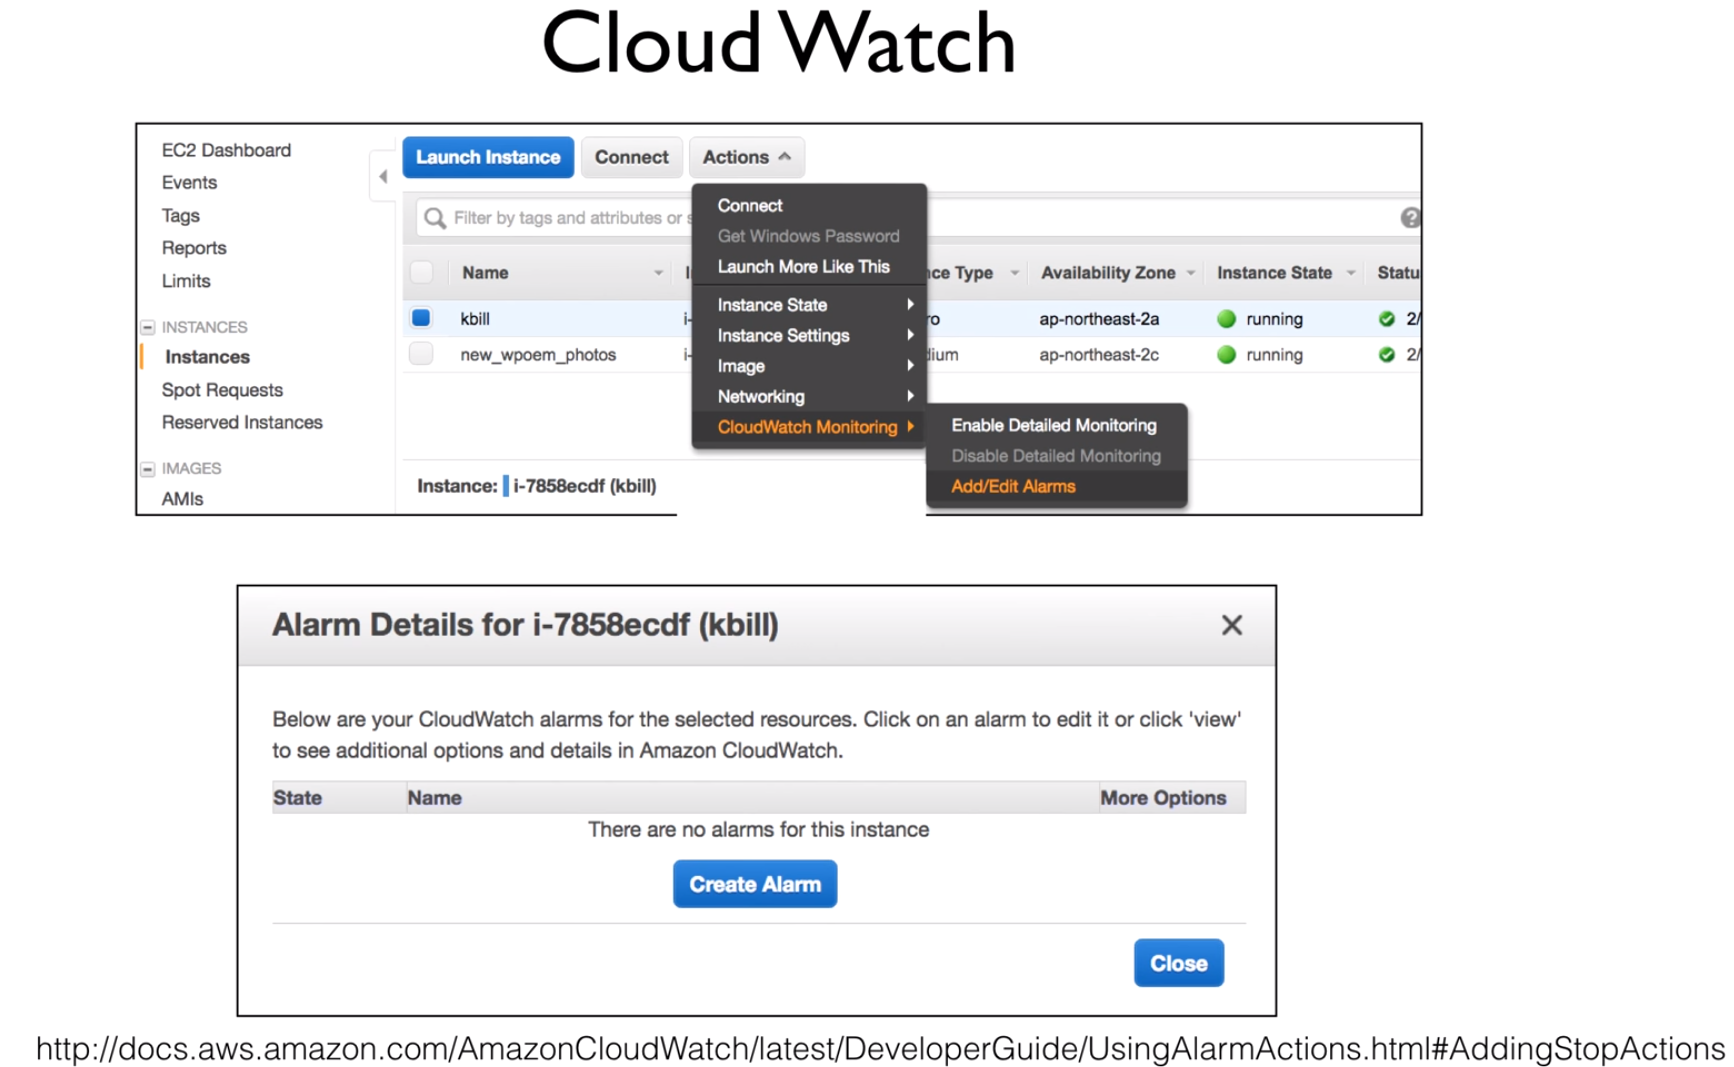 Cloud Watch
EC2 Dashboard
Events
Tags
Reports
Limits
INSTANCES
Instances
Spot Requests
Reserved Instances
IMAGES
AMIs
Launch Instance Connect Actions
Filter by tags and attributes or s
Name I ce Type Availability Zone Instance State Statu
kbill i- ro ap-northeast-2a running 2/
new_wpoem_photos i- dium ap-northeast-2c running 2/
Connect
Get Windows Password
Launch More Like This
Instance State
Instance Settings
Image
Networking
CloudWatch Monitoring
Enable Detailed Monitoring
Disable Detailed Monitoring
Add/Edit Alarms
Instance: i-7858ecdf (kbill)
Alarm Details for i-7858ecdf (kbill)
Below are your CloudWatch alarms for the selected resources. Click on an alarm to edit it or click 'view'
to see additional options and details in Amazon CloudWatch.
State Name More Options
There are no alarms for this instance
Create Alarm
Close
http://docs.aws.amazon.com/AmazonCloudWatch/latest/DeveloperGuide/UsingAlarmActions.html#AddingStopActions